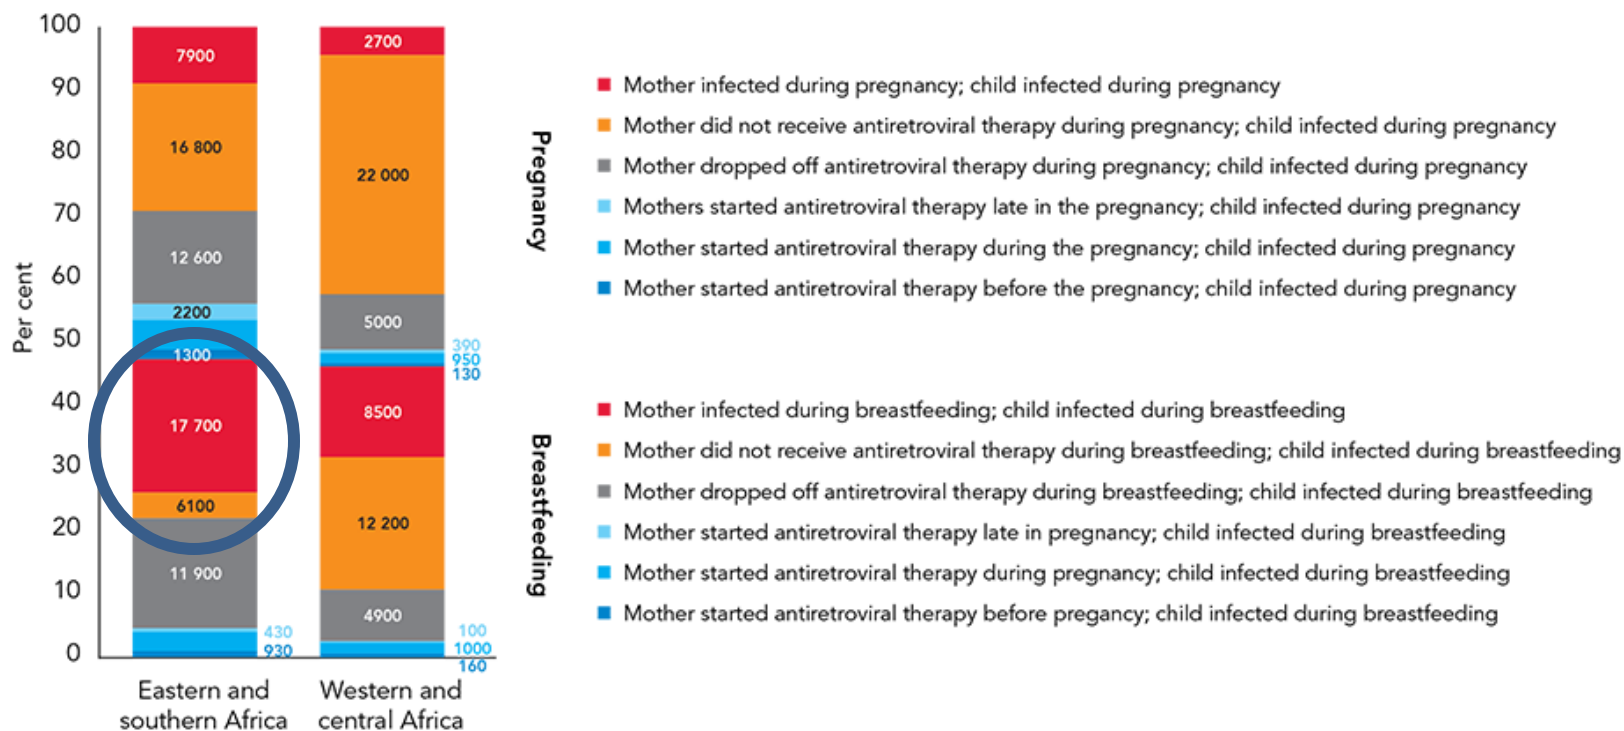 100
90
80
70
60
50
40
30
20
10
0
Per cent
7900
16 800
12 600
2200
1300
17 700
6100
11 900
430
930
Eastern and
southern Africa
2700
22 000
5000
390
950
130
8500
12 200
4900
100
1000
160
Western and
central Africa
Pregnancy
Mother infected during pregnancy; child infected during pregnancy
Mother did not receive antiretroviral therapy during pregnancy; child infected during pregnancy
Mother dropped off antiretroviral therapy during pregnancy; child infected during pregnancy
Mothers started antiretroviral therapy late in the pregnancy; child infected during pregnancy
Mother started antiretroviral therapy during the pregnancy; child infected during pregnancy
Mother started antiretroviral therapy before the pregnancy; child infected during pregnancy
Breastfeeding
Mother infected during breastfeeding; child infected during breastfeeding
Mother did not receive antiretroviral therapy during breastfeeding; child infected during breastfeeding
Mother dropped off antiretroviral therapy during breastfeeding; child infected during breastfeeding
Mother started antiretroviral therapy late in pregnancy; child infected during breastfeeding
Mother started antiretroviral therapy during pregnancy; child infected during breastfeeding
Mother started antiretroviral therapy before pregancy; child infected during breastfeeding